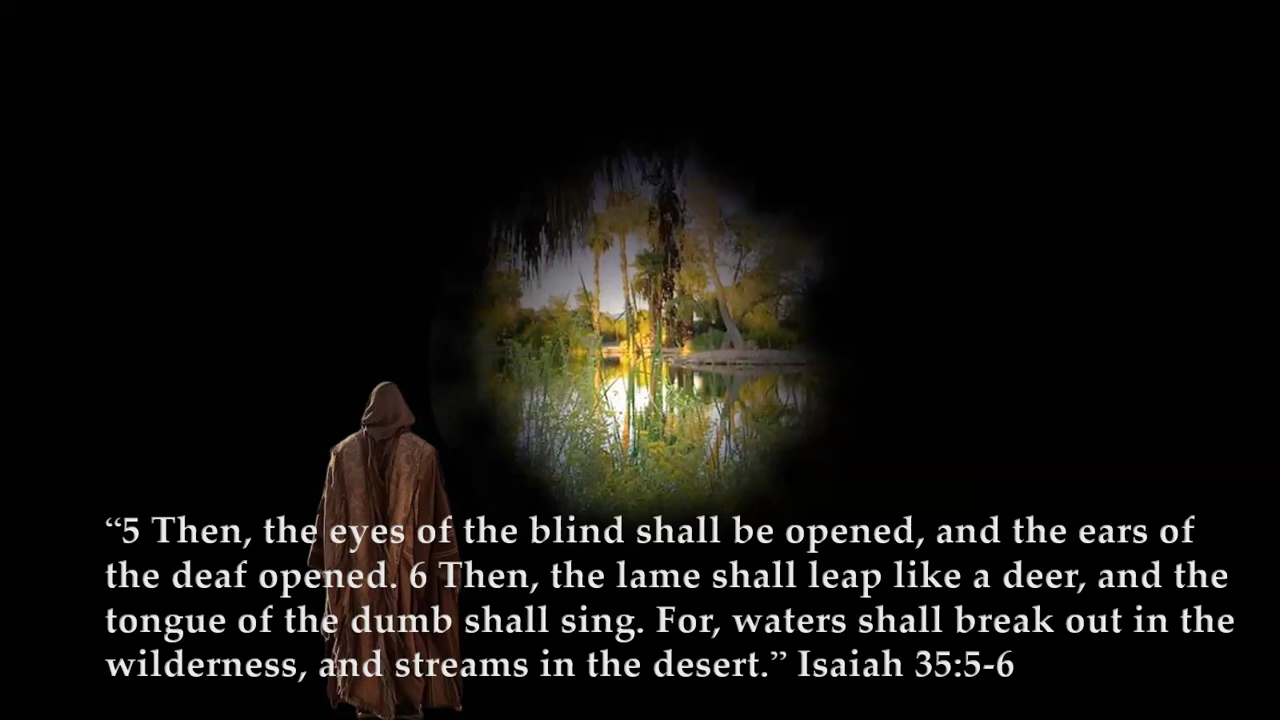 “5 Then, the eyes of the blind shall be opened, and the ears of
the deaf opened. 6 Then, the lame shall leap like a deer, and the
tongue of the dumb shall sing. For, waters shall break out in the
wilderness, and streams in the desert.” Isaiah 35:5-6